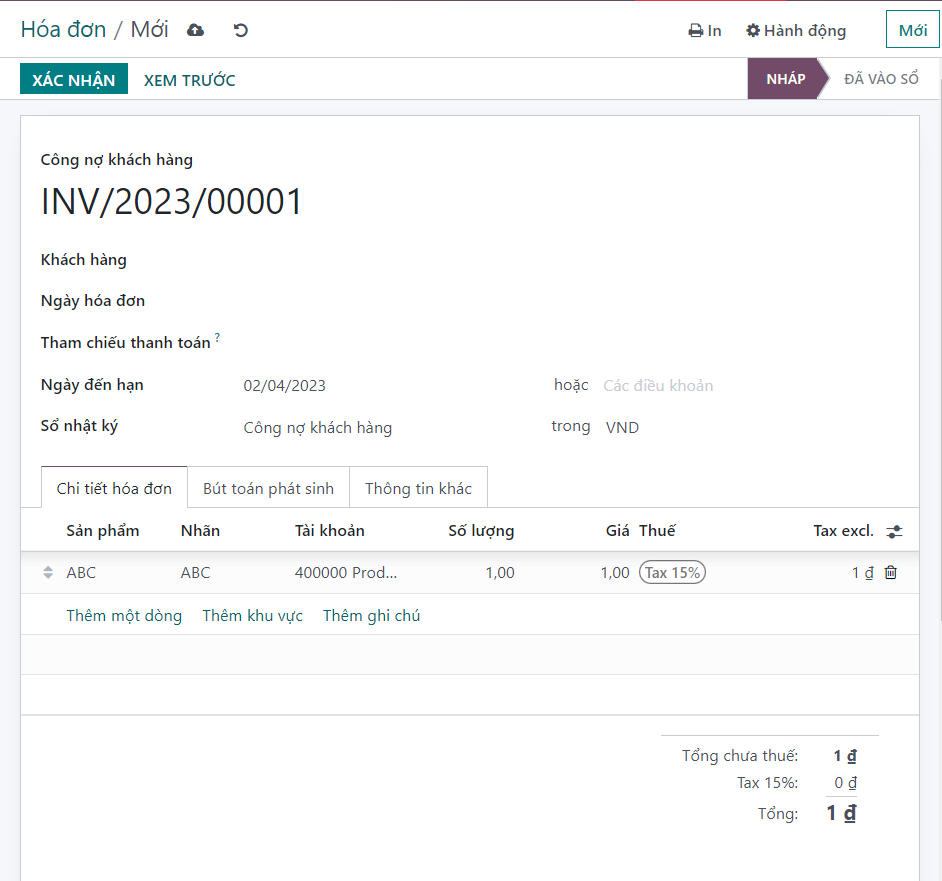 Hóa đơn / Mới
In
Hành động
Mới
XÁC NHẬN
XEM TRƯỚC
NHÁP
ĐÃ VÀO SỔ
Công nợ khách hàng
INV/2023/00001
Khách hàng
Ngày hóa đơn
Tham chiếu thanh toán ?
Ngày đến hạn 02/04/2023 hoặc Các điều khoản
Sổ nhật ký Công nợ khách hàng trong VND
Chi tiết hóa đơn Bút toán phát sinh Thông tin khác
Sản phẩm Nhãn Tài khoản Số lượng Giá Thuế Tax excl.
ABC ABC 400000 Prod... 1,00 1,00 Tax 15% 1 ₫
Thêm một dòng Thêm khu vực Thêm ghi chú
Tổng chưa thuế: 1 ₫
Tax 15%: 0 ₫
Tổng: 1 ₫